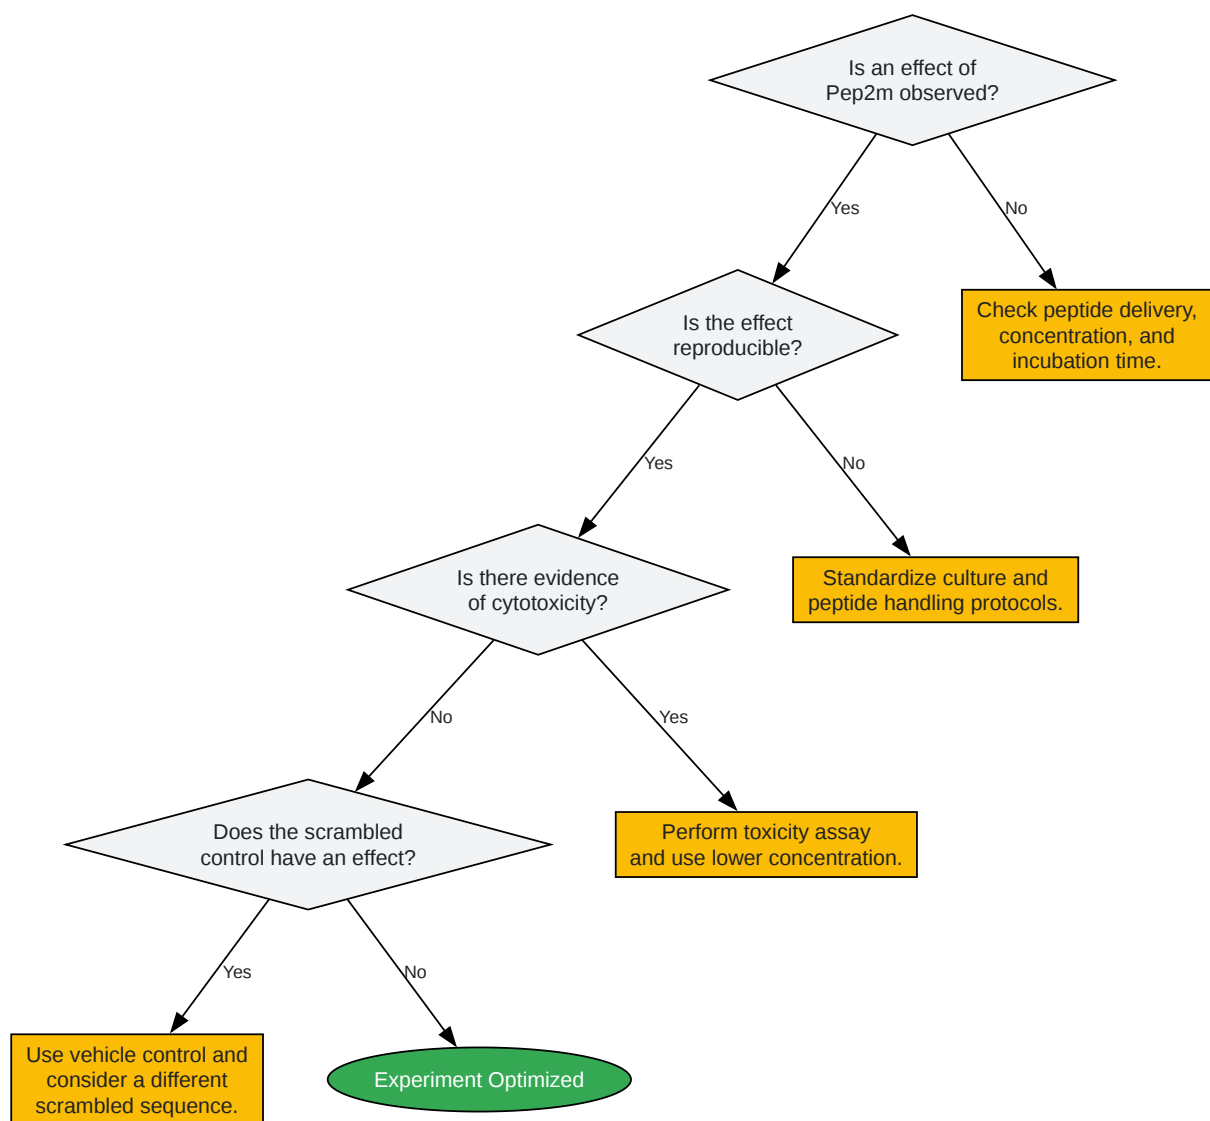 Is an effect of
Pep2m observed?
Yes
No
Is the effect
reproducible?
Check peptide delivery,
concentration, and
incubation time.
Yes
No
Is there evidence
of cytotoxicity?
Standardize culture and
peptide handling protocols.
No
Yes
Does the scrambled
control have an effect?
Perform toxicity assay
and use lower concentration.
Yes
No
Use vehicle control and
consider a different
scrambled sequence.
Experiment Optimized